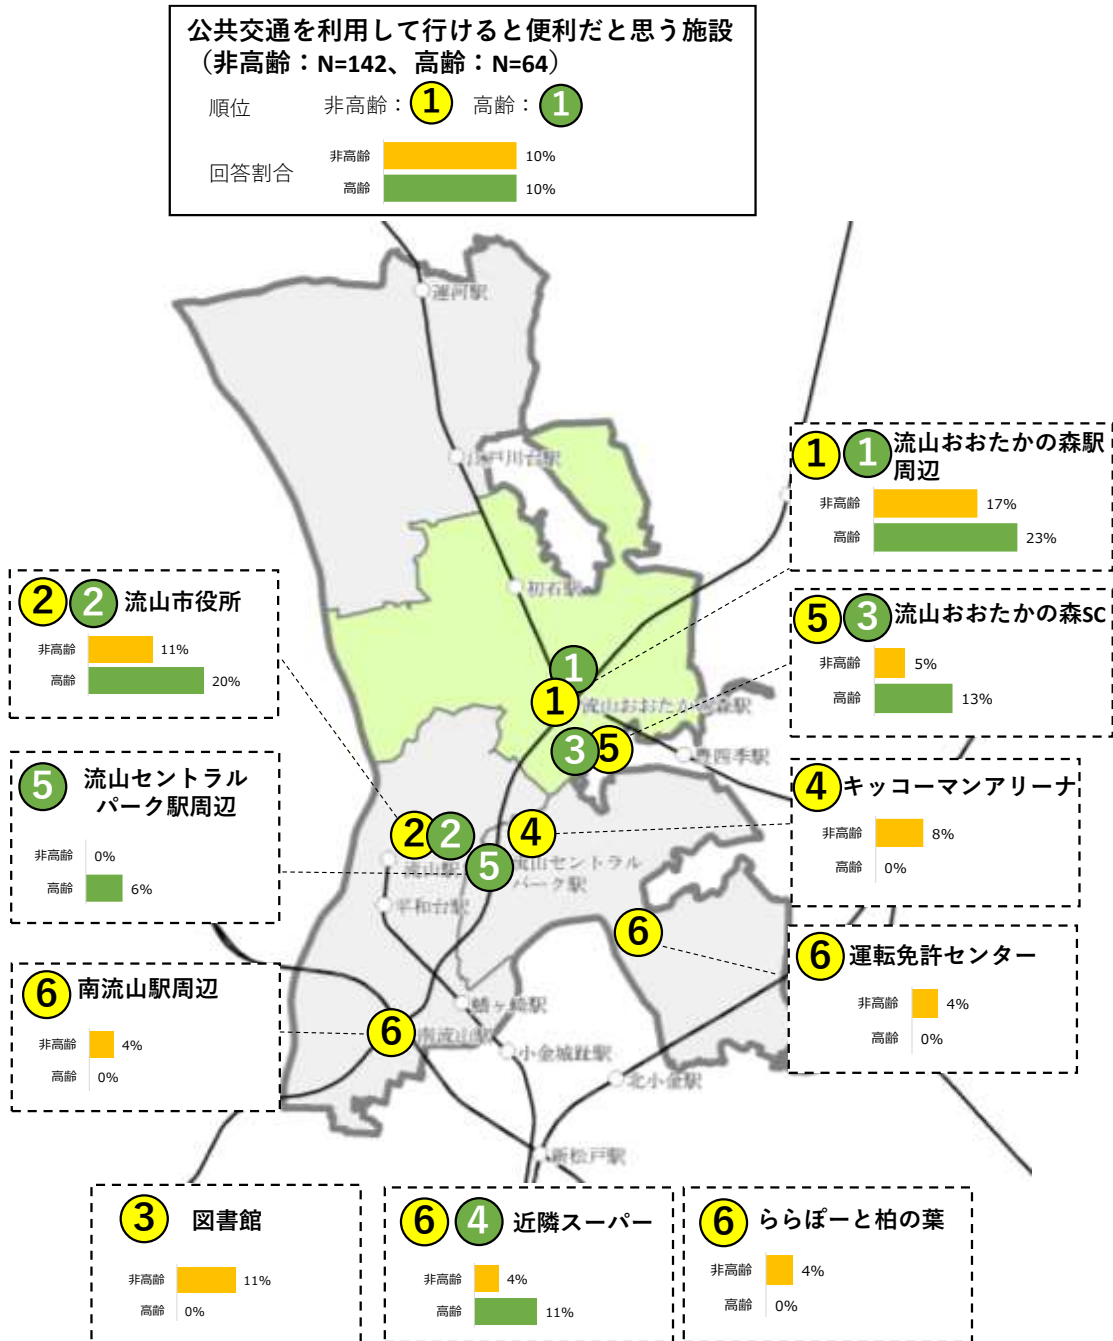 公共交通を利用して行けると便利だと思う施設
（非高齢：N=142、高齢：N=64）
順位 非高齢： 1 高齢： 1
回答割合
非高齢 10%
高齢 10%
運河駅
江戸川台駅
初石駅
1
1
流山おおたかの森駅
3 5
豊四季駅
2 2
4
5
流山駅
流山セントラル
パーク駅
平和台駅
6
鰭ヶ崎駅
6
南流山駅
小金城趾駅
北小金駅
新松戸駅
1 1 流山おおたかの森駅
周辺
非高齢 17%
高齢 23%
5 3 流山おおたかの森SC
非高齢 5%
高齢 13%
4 キッコーマンアリーナ
非高齢 8%
高齢 0%
6 運転免許センター
非高齢 4%
高齢 0%
2 2 流山市役所
非高齢 11%
高齢 20%
5 流山セントラル
パーク駅周辺
非高齢 0%
高齢 6%
6 南流山駅周辺
非高齢 4%
高齢 0%
3 図書館
非高齢 11%
高齢 0%
6 4 近隣スーパー
非高齢 4%
高齢 11%
6 ららぽーと柏の葉
非高齢 4%
高齢 0%